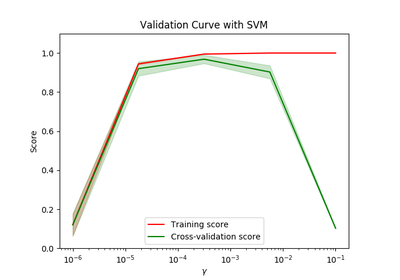 Validation Curve with SVM
1.0
0.8
0.6
0.4
0.2
0.0
Score
Training score
Cross-validation score
10⁻⁶ 10⁻⁵ 10⁻⁴ 10⁻³ 10⁻² 10⁻¹
γ